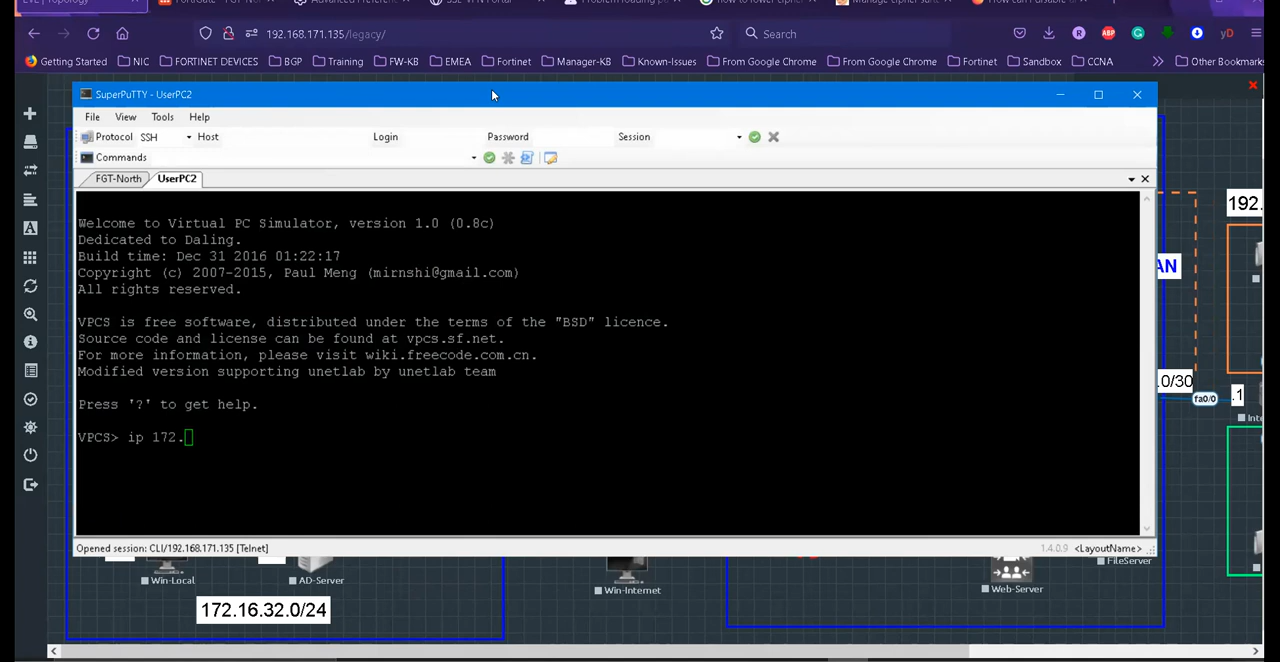 192.168.171.135/legacy/
Search
Getting Started
NIC
FORTINET DEVICES
BGP
Training
FW-KB
EMEA
Fortinet
Manager-KB
Known-Issues
From Google Chrome
From Google Chrome
Fortinet
Sandbox
CCNA
Other Bookmarks
SuperPuTTY - UserPC2
File View Tools Help
Protocol SSH Host Login Password Session
Commands
FGT-North UserPC2
Welcome to Virtual PC Simulator, version 1.0 (0.8c)
Dedicated to Daling.
Build time: Dec 31 2016 01:22:17
Copyright (c) 2007-2015, Paul Meng (mirnshi@gmail.com)
All rights reserved.
VPCS is free software, distributed under the terms of the "BSD" licence.
Source code and license can be found at vpcs.sf.net.
For more information, please visit wiki.freecode.com.cn.
Modified version supporting unetlab by unetlab team
Press '?' to get help.
VPCS> ip 172.
Opened session: CLI/192.168.171.135 [Telnet]
1.4.0.9 <LayoutName>
192.
AN
.0/30
fa0/0
.1
Inte
Win-Local
AD-Server
Win-Internet
Web-Server
FileServer
172.16.32.0/24